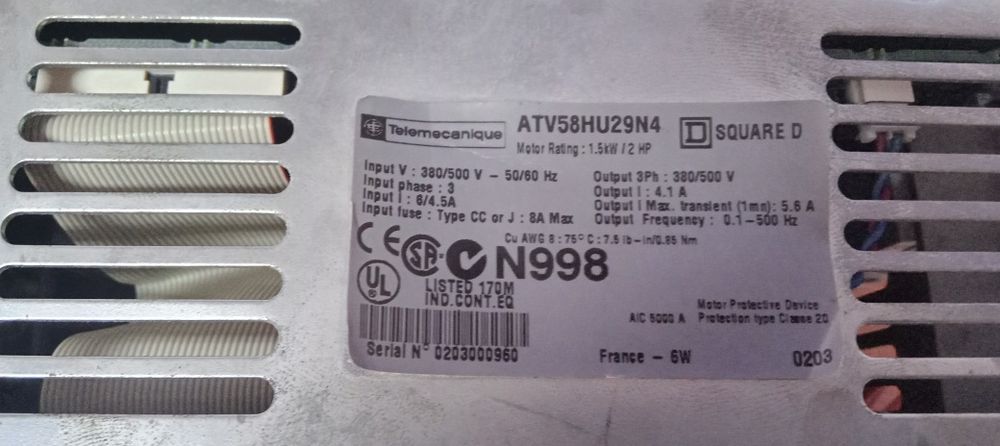 Telemecanique ATV58HU29N4 D SQUARE D
Motor Rating : 1.5kW / 2 HP
Input V : 380/500 V - 50/60 Hz
Input phase : 3
Input I : 6/4.5A
Input fuse : Type CC or J : 8A Max
Output 3Ph : 380/500 V
Output I : 4.1 A
Output I Max. transient (1mn): 5.6 A
Output Frequency : 0.1-500 Hz
Cu AWG 8 : 75° C : 7.5 lb-in/0.85 Nm
CE SA N998
UL LISTED 170M
IND.CONT.EQ
Motor Protective Device
AIC 5000 A Protection type Classe 20
Serial N° 0203000960 France - 6W 0203